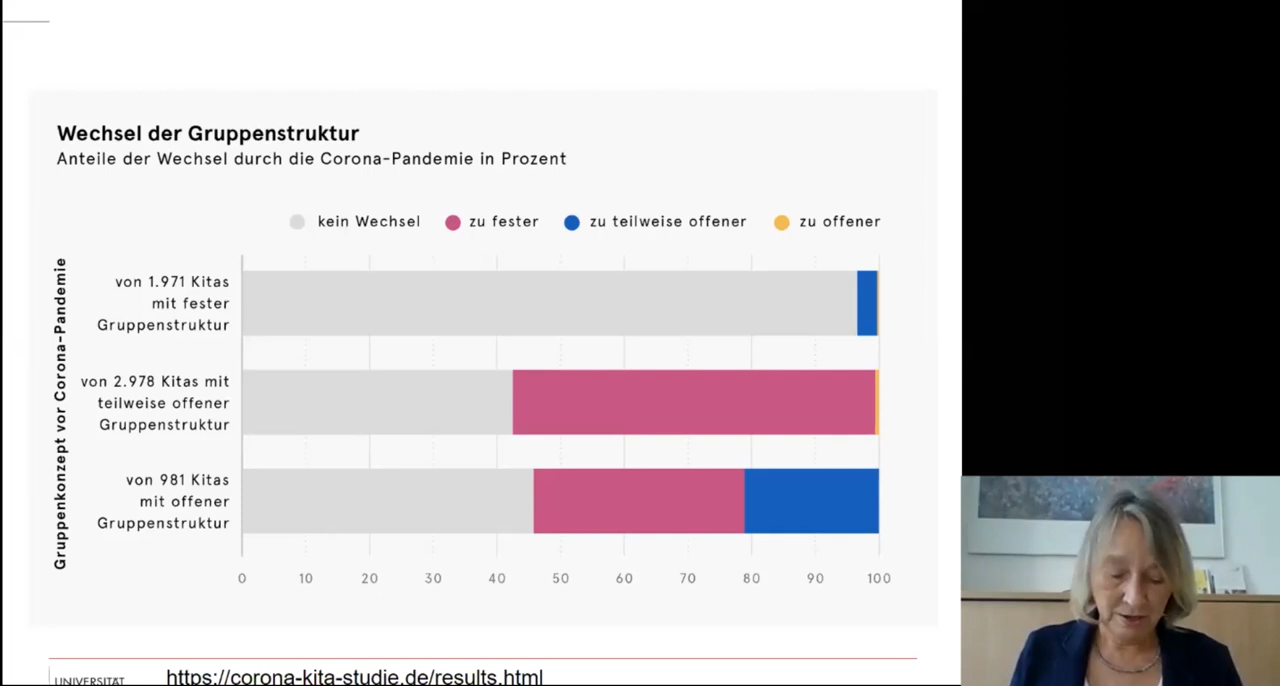 Wechsel der Gruppenstruktur
Anteile der Wechsel durch die Corona-Pandemie in Prozent
kein Wechsel zu fester zu teilweise offener zu offener
Gruppenkonzept vor Corona-Pandemie
von 1.971 Kitas
mit fester
Gruppenstruktur
von 2.978 Kitas mit
teilweise offener
Gruppenstruktur
von 981 Kitas
mit offener
Gruppenstruktur
0 10 20 30 40 50 60 70 80 90 100
UNIVERSITÄT
https://corona-kita-studie.de/results.html